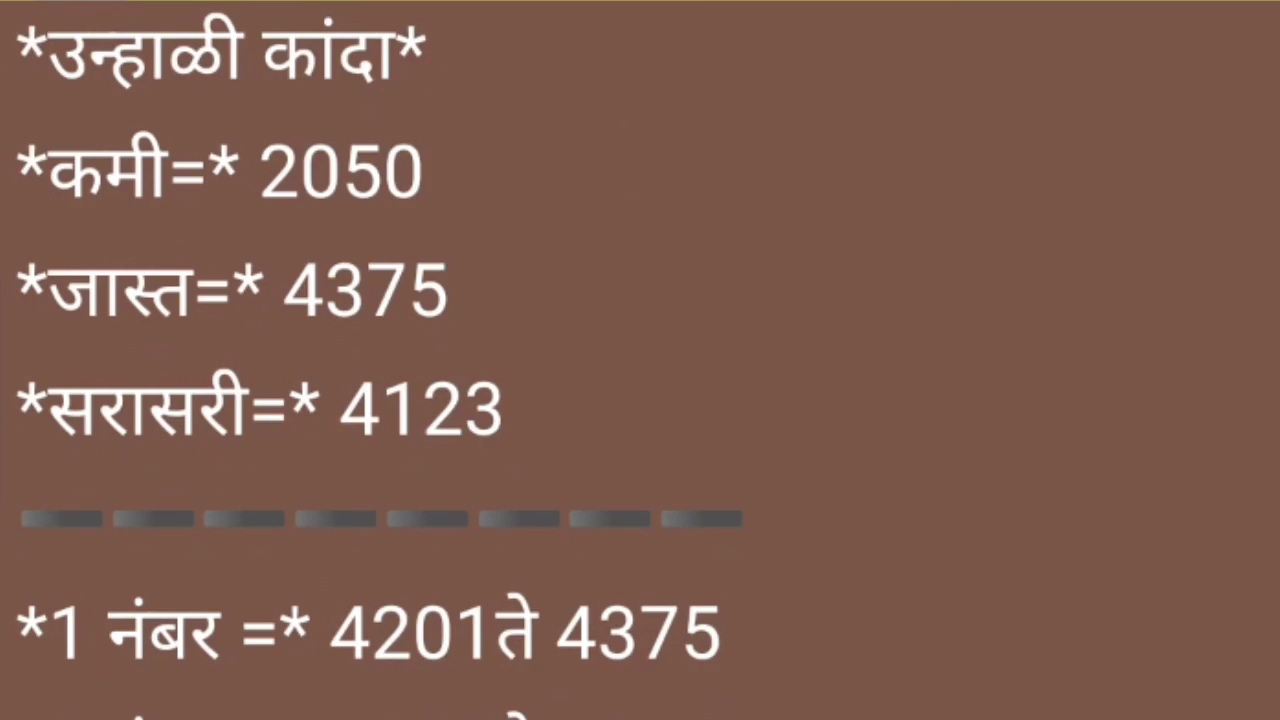 *उन्हाळी कांदा*
*कमी=* 2050
*जास्त=* 4375
*सरासरी=* 4123
*1 नंबर =* 4201ते 4375